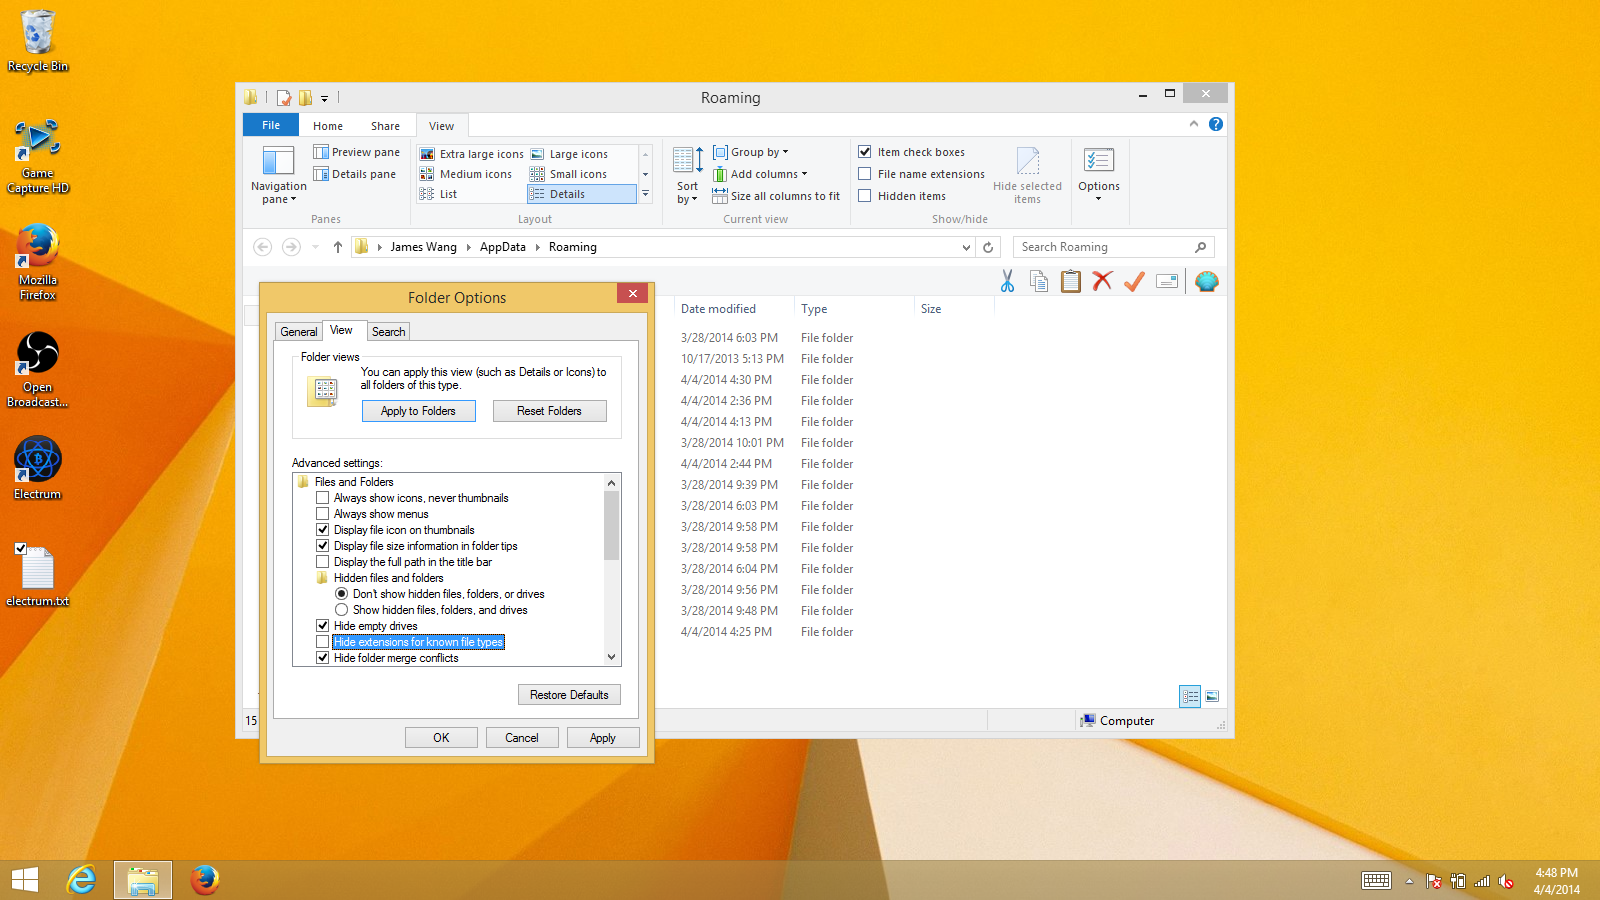 Recycle Bin
Game
Capture HD
Mozilla
Firefox
Open
Broadcast...
Electrum
electrum.txt
Roaming
File
Home
Share
View
Navigation
pane
Preview pane
Details pane
Panes
Extra large icons
Large icons
Medium icons
Small icons
List
Details
Layout
Sort
by
Group by
Add columns
Size all columns to fit
Current view
Item check boxes
File name extensions
Hidden items
Hide selected
items
Show/hide
Options
James Wang
AppData
Roaming
Search Roaming
Date modified
Type
Size
3/28/2014 6:03 PM File folder
10/17/2013 5:13 PM File folder
4/4/2014 4:30 PM File folder
4/4/2014 2:36 PM File folder
4/4/2014 4:13 PM File folder
3/28/2014 10:01 PM File folder
4/4/2014 2:44 PM File folder
3/28/2014 9:39 PM File folder
3/28/2014 6:03 PM File folder
3/28/2014 9:58 PM File folder
3/28/2014 9:58 PM File folder
3/28/2014 6:04 PM File folder
3/28/2014 9:56 PM File folder
3/28/2014 9:48 PM File folder
4/4/2014 4:25 PM File folder
15
Computer
Folder Options
General
View
Search
Folder views
You can apply this view (such as Details or Icons) to
all folders of this type.
Apply to Folders
Reset Folders
Advanced settings:
Files and Folders
Always show icons, never thumbnails
Always show menus
Display file icon on thumbnails
Display file size information in folder tips
Display the full path in the title bar
Hidden files and folders
Don't show hidden files, folders, or drives
Show hidden files, folders, and drives
Hide empty drives
Hide extensions for known file types
Hide folder merge conflicts
Restore Defaults
OK
Cancel
Apply
4:48 PM
4/4/2014